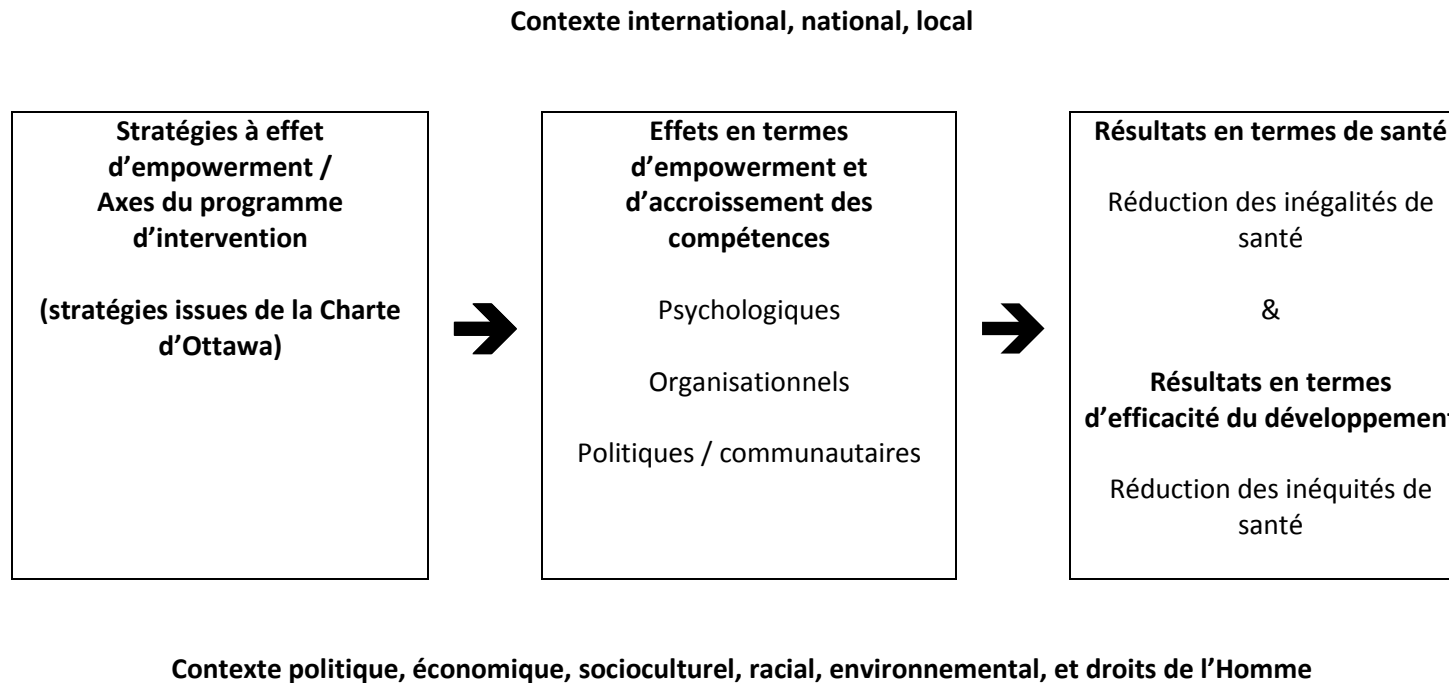 Contexte international, national, local
Stratégies à effet
d’empowerment /
Axes du programme
d’intervention
(stratégies issues de la Charte
d’Ottawa)
Effets en termes
d’empowerment et
d’accroissement des
compétences
Psychologiques
Organisationnels
Politiques / communautaires
Résultats en termes de santé
Réduction des inégalités de
santé
&
Résultats en termes
d’efficacité du développement
Réduction des inéquités de
santé
Contexte politique, économique, socioculturel, racial, environnemental, et droits de l’Homme